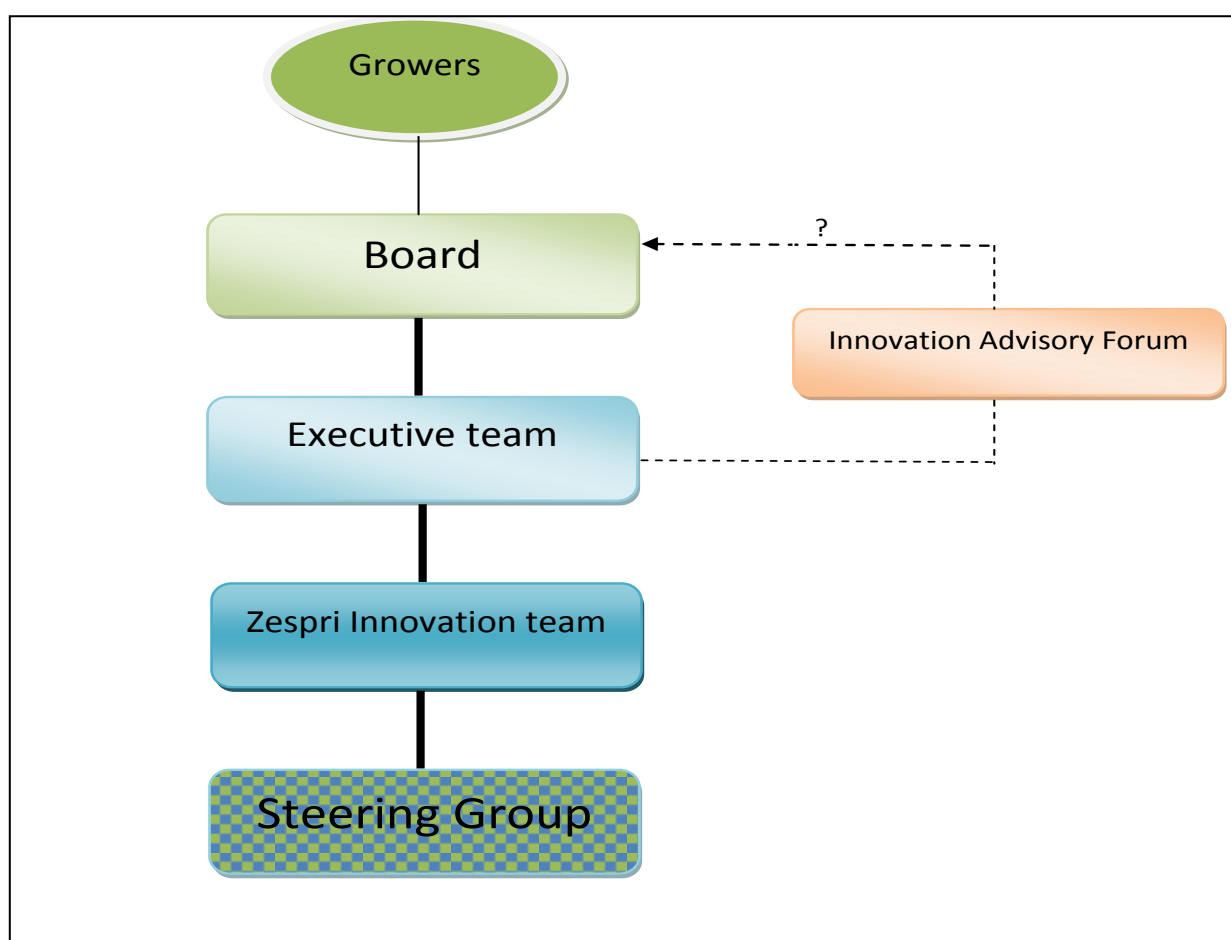 Growers
?
Board
Innovation Advisory Forum
Executive team
Zespri Innovation team
Steering Group